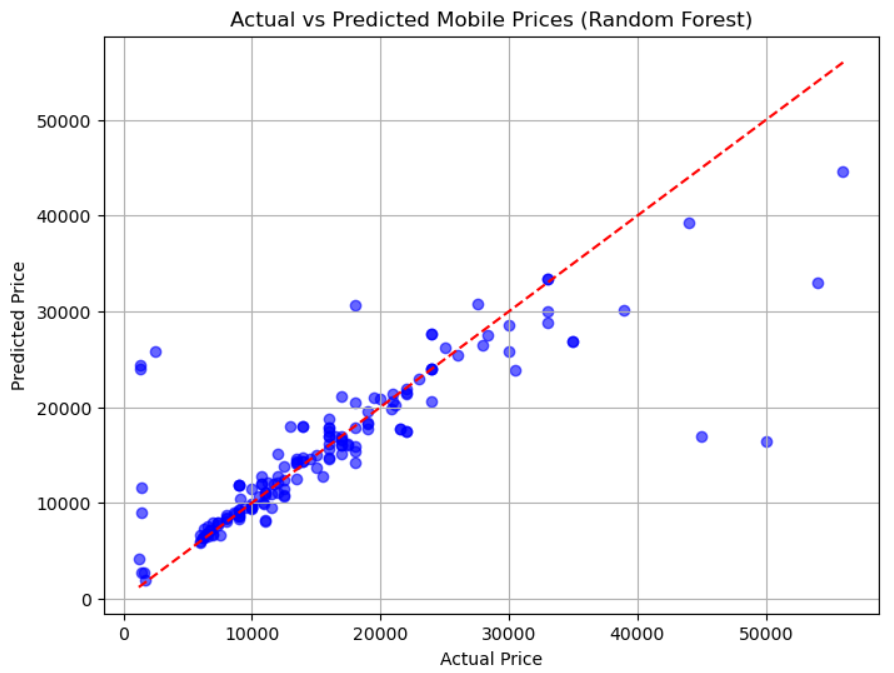 Actual vs Predicted Mobile Prices (Random Forest)
Predicted Price
50000
40000
30000
20000
10000
0
0 10000 20000 30000 40000 50000
Actual Price